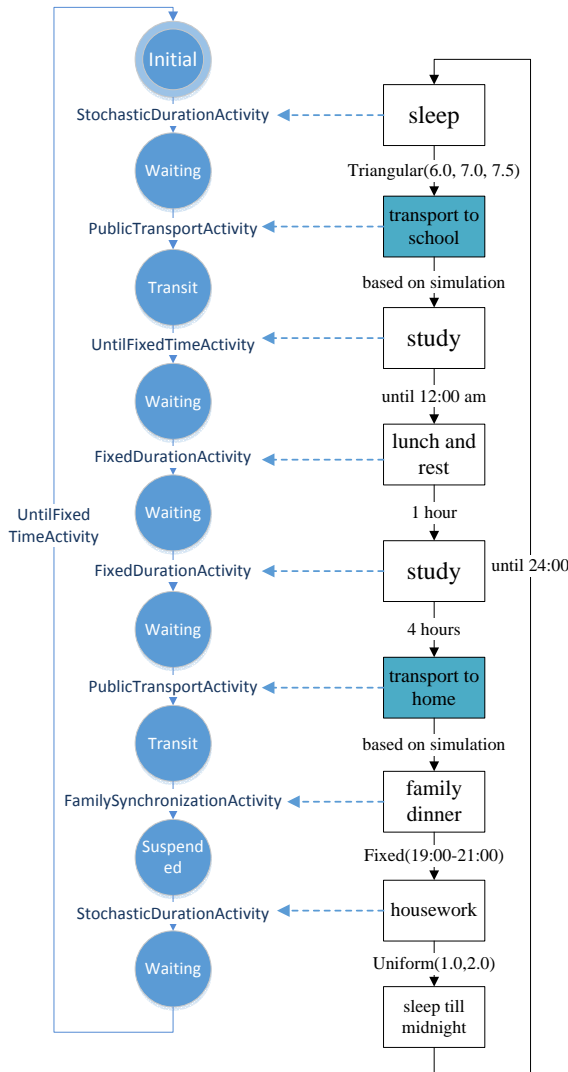 Initial
StochasticDurationActivity
sleep
Waiting
Triangular(6.0, 7.0, 7.5)
PublicTransportActivity
transport to
school
Transit
based on simulation
UntilFixedTimeActivity
study
Waiting
until 12:00 am
FixedDurationActivity
lunch and
rest
Waiting
1 hour
UntilFixed
TimeActivity
FixedDurationActivity
study
until 24:00
Waiting
4 hours
PublicTransportActivity
transport to
home
Transit
based on simulation
FamilySynchronizationActivity
family
dinner
Suspend
ed
Fixed(19:00-21:00)
StochasticDurationActivity
housework
Waiting
Uniform(1.0,2.0)
sleep till
midnight